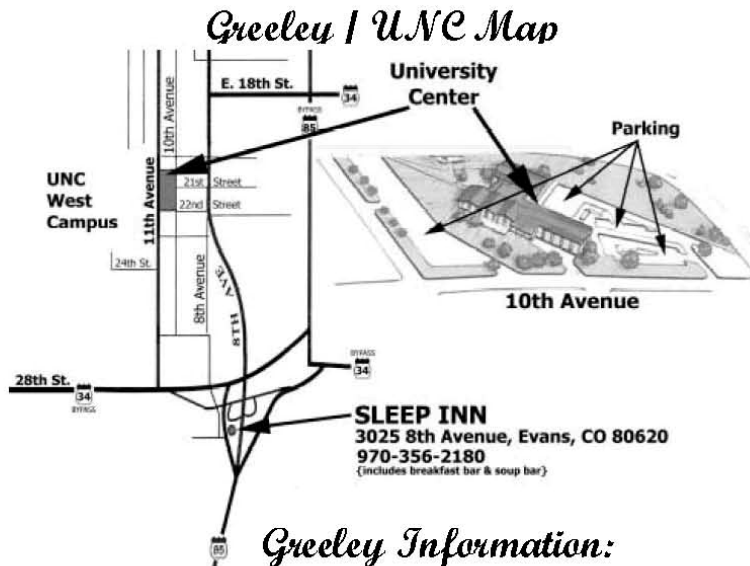 Greeley / UNC Map
University
Center
E. 18th St.
34
BYPASS
85
Parking
10th Avenue
UNC
West
Campus
11th Avenue
21st Street
22nd Street
24th St.
8th Avenue
8TH AVE
10th Avenue
28th St.
34
BYPASS
BYPASS
34
SLEEP INN
3025 8th Avenue, Evans, CO 80620
970-356-2180
{includes breakfast bar & soup bar}
85
Greeley Information: